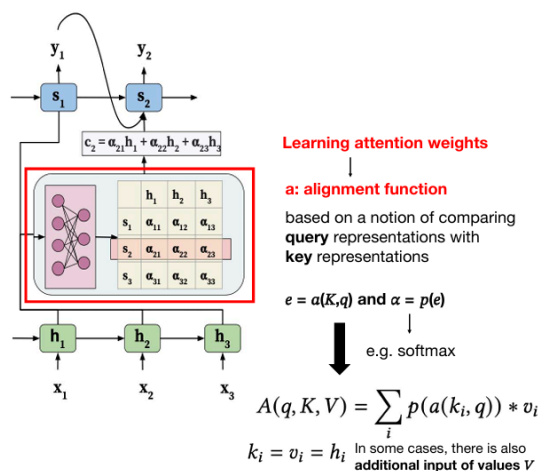 y₁ y₂
s₁ s₂
c₂ = α₂₁h₁ + α₂₂h₂ + α₂₃h₃
h₁ h₂ h₃
s₁ α₁₁ α₁₂ α₁₃
s₂ α₂₁ α₂₂ α₂₃
s₃ α₃₁ α₃₂ α₃₃
h₁ h₂ h₃
x₁ x₂ x₃
Learning attention weights
a: alignment function
based on a notion of comparing
query representations with
key representations
e = a(K,q) and α = p(e)
e.g. softmax
A(q, K, V) = ∑ᵢ p(a(kᵢ, q)) * vᵢ
kᵢ = vᵢ = hᵢ In some cases, there is also
additional input of values V